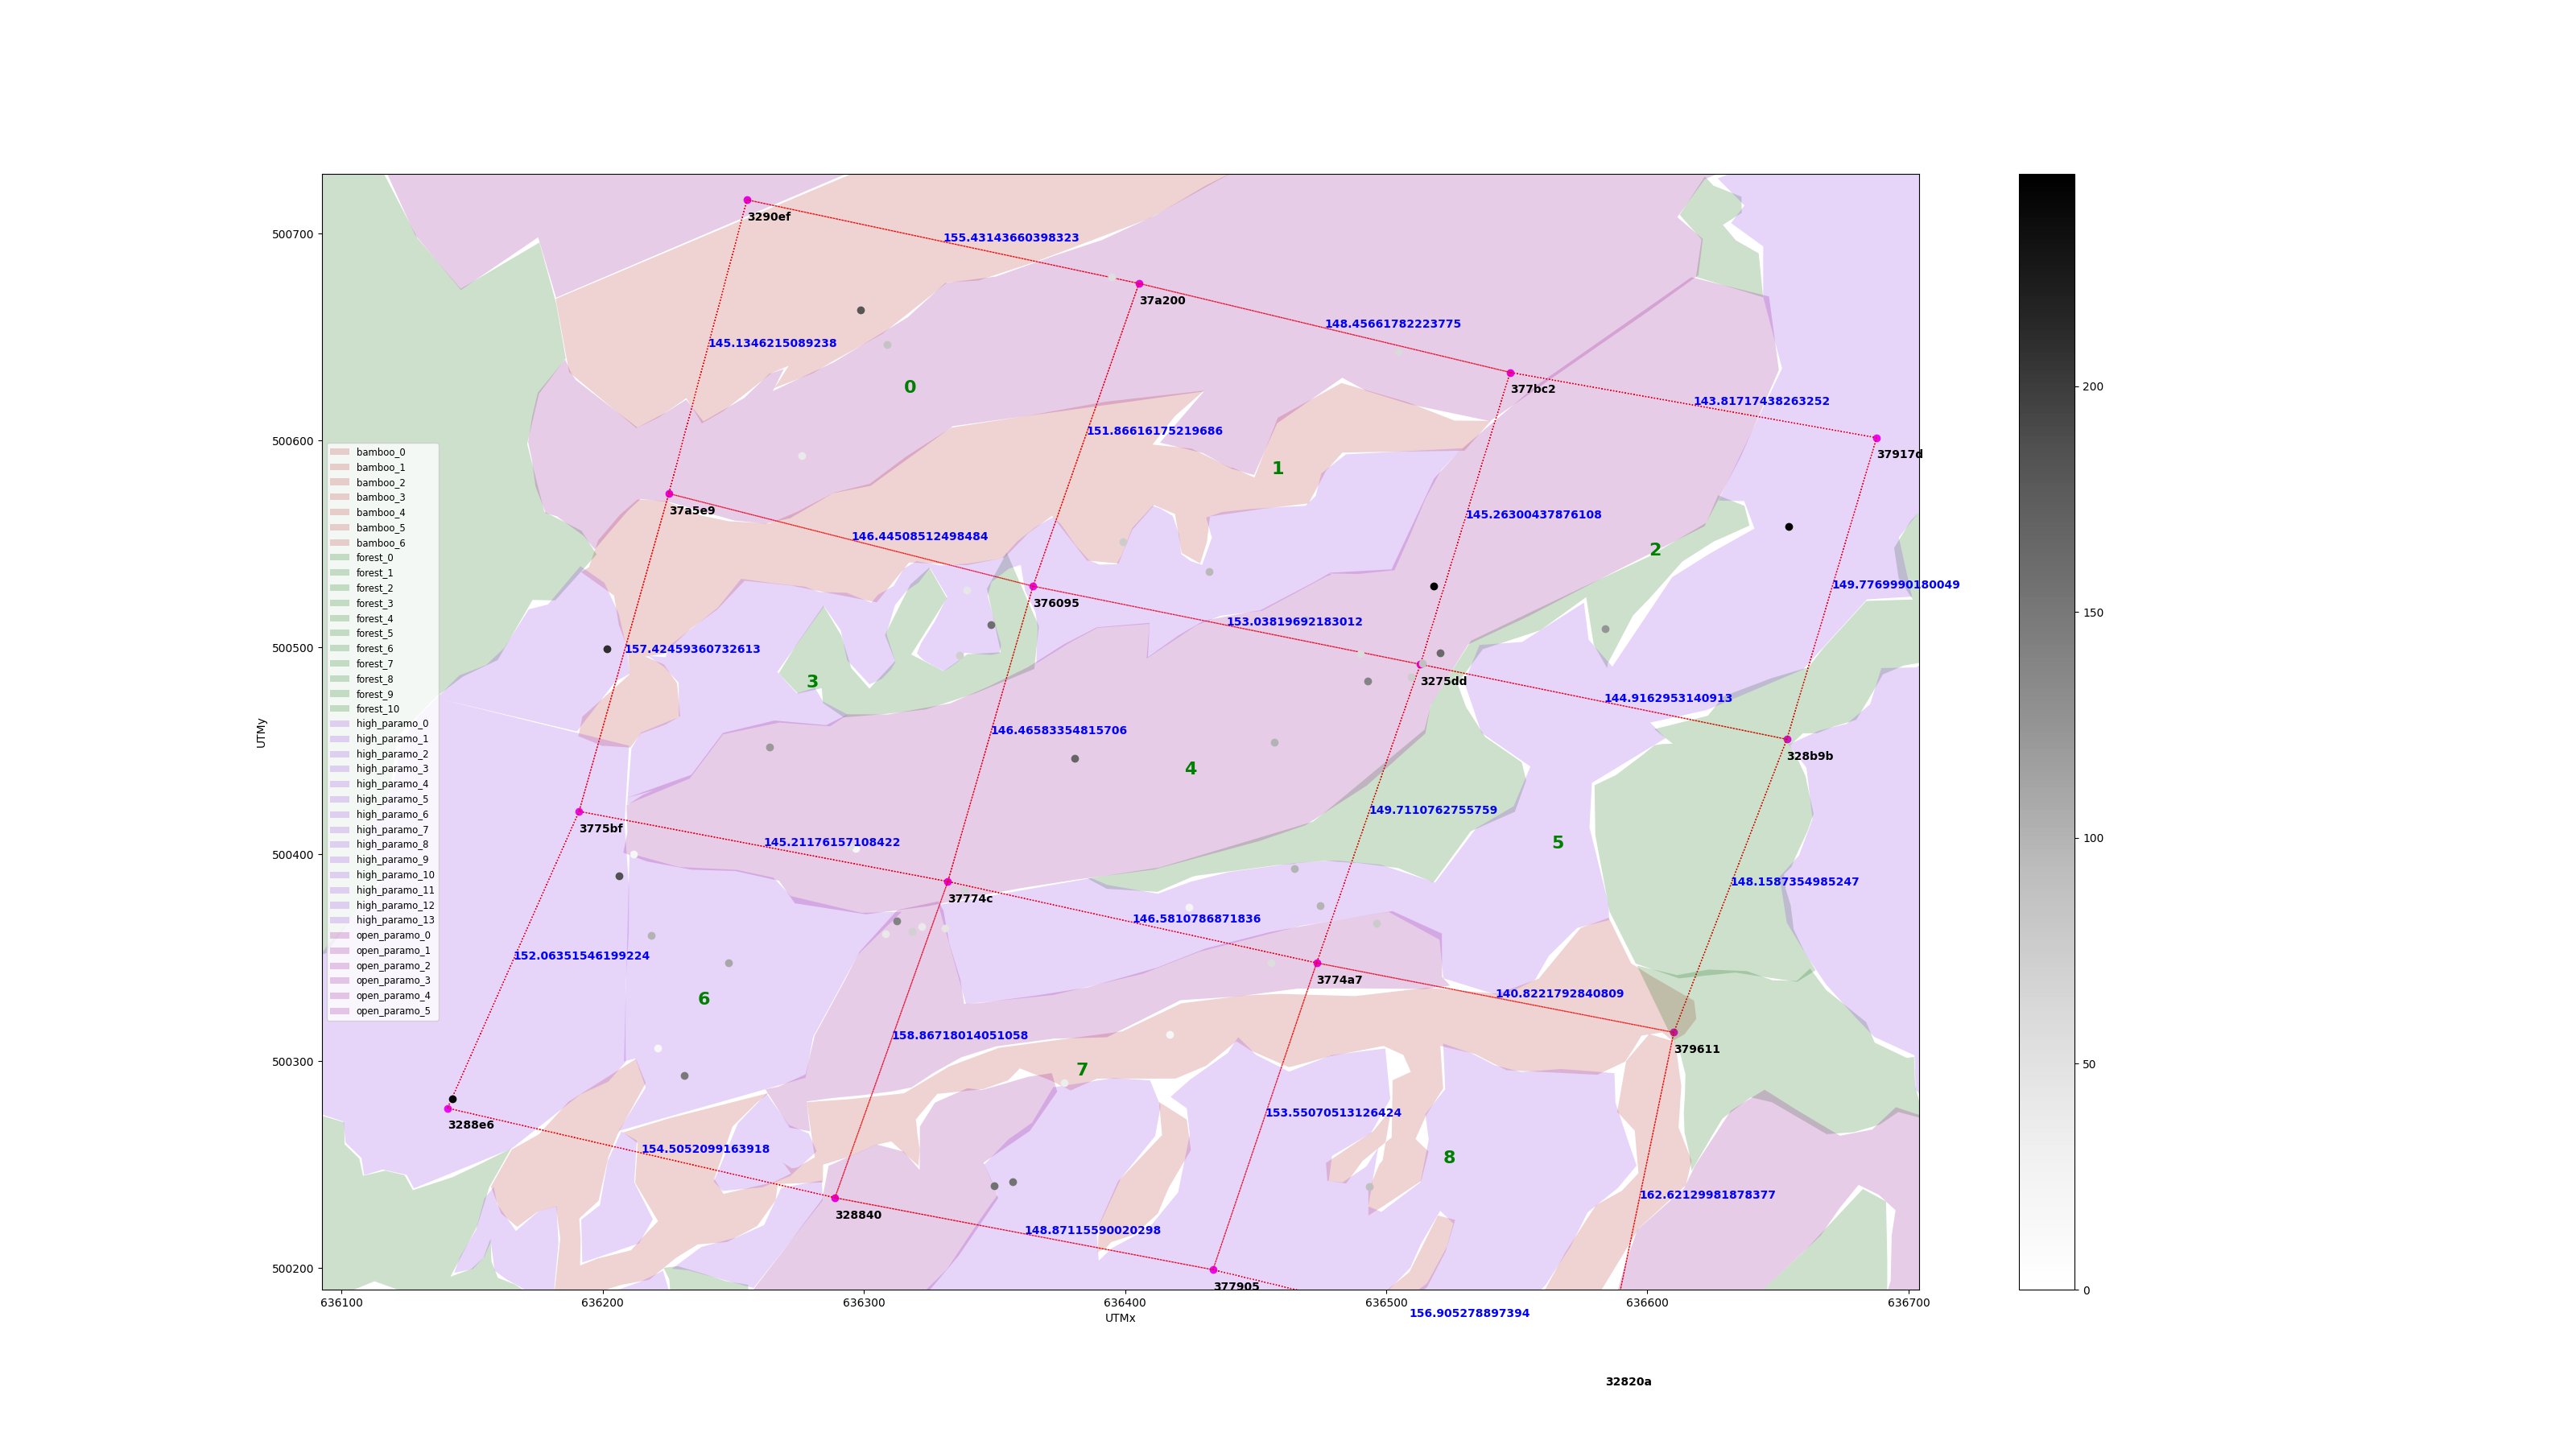 3290ef
155.43143660398323
500700
37a200
148.45661782223775
145.1346215089238
0
377bc2
200
143.81717438263252
151.86616175219686
500600
37917d
1
bamboo_0
bamboo_1
bamboo_2
bamboo_3
bamboo_4
bamboo_5
bamboo_6
forest_0
forest_1
forest_2
forest_3
forest_4
forest_5
forest_6
forest_7
forest_8
forest_9
forest_10
high_paramo_0
high_paramo_1
high_paramo_2
high_paramo_3
high_paramo_4
high_paramo_5
high_paramo_6
high_paramo_7
high_paramo_8
high_paramo_9
high_paramo_10
high_paramo_11
high_paramo_12
high_paramo_13
open_paramo_0
open_paramo_1
open_paramo_2
open_paramo_3
open_paramo_4
open_paramo_5
37a5e9
145.26300437876108
146.44508512498484
2
149.7769990180049
376095
150
153.03819692183012
500500
157.42459360732613
3
3275dd
144.9162953140913
UTMy
146.46583354815706
328b9b
4
149.7110762755759
3775bf
100
145.21176157108422
5
500400
148.1587354985247
37774c
146.5810786871836
152.06351546199224
3774a7
140.8221792840809
6
158.86718014051058
379611
500300
50
7
153.55070513126424
3288e6
154.5052099163918
8
162.62129981878377
328840
148.87115590020298
500200
377905
0
636100
636200
636300
636400
636500
636600
636700
UTMx
156.905278897394
32820a